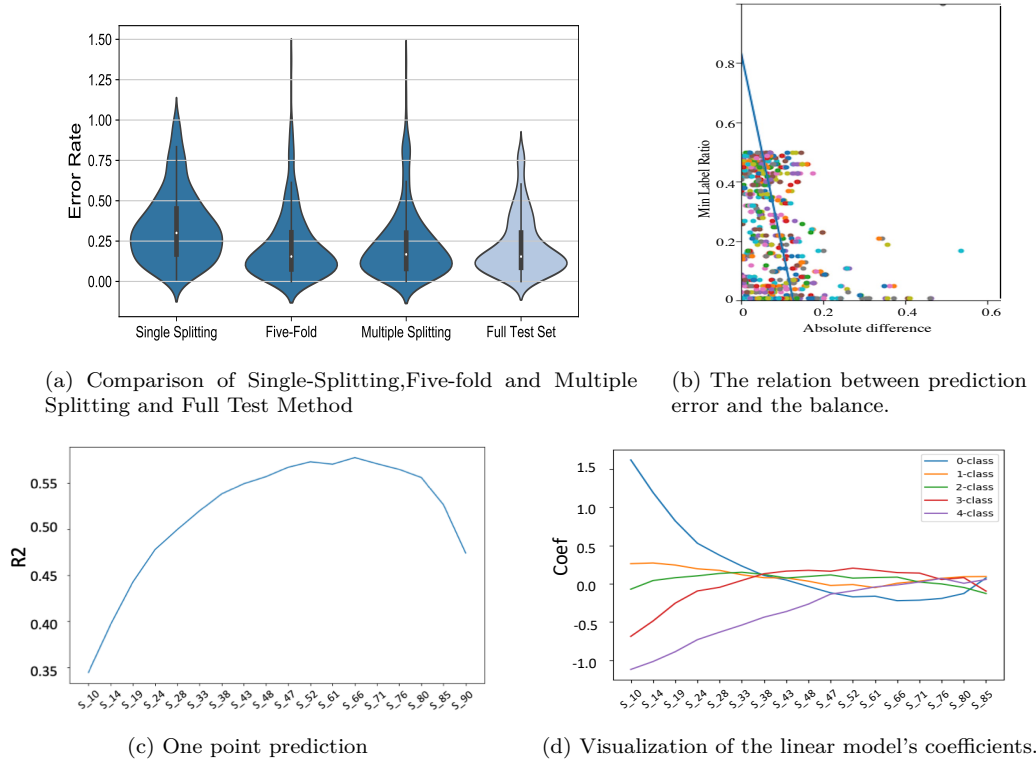 1.50
1.25
1.00
0.75
0.50
0.25
0.00
Error Rate
Single Splitting Five-Fold Multiple Splitting Full Test Set
(a) Comparison of Single-Splitting,Five-fold and Multiple
Splitting and Full Test Method
0.8
0.6
0.4
0.2
0
Min Label Ratio
0 0.2 0.4 0.6
Absolute difference
(b) The relation between prediction
error and the balance.
0.55
0.50
0.45
0.40
0.35
R2
S_10 S_14 S_19 S_24 S_28 S_33 S_38 S_43 S_48 S_47 S_52 S_61 S_66 S_71 S_76 S_80 S_85 S_90
(c) One point prediction
1.5
1.0
0.5
0.0
-0.5
-1.0
Coef
0-class
1-class
2-class
3-class
4-class
S_10 S_14 S_19 S_24 S_28 S_33 S_38 S_43 S_48 S_47 S_52 S_61 S_66 S_71 S_76 S_80 S_85
(d) Visualization of the linear model's coefficients.